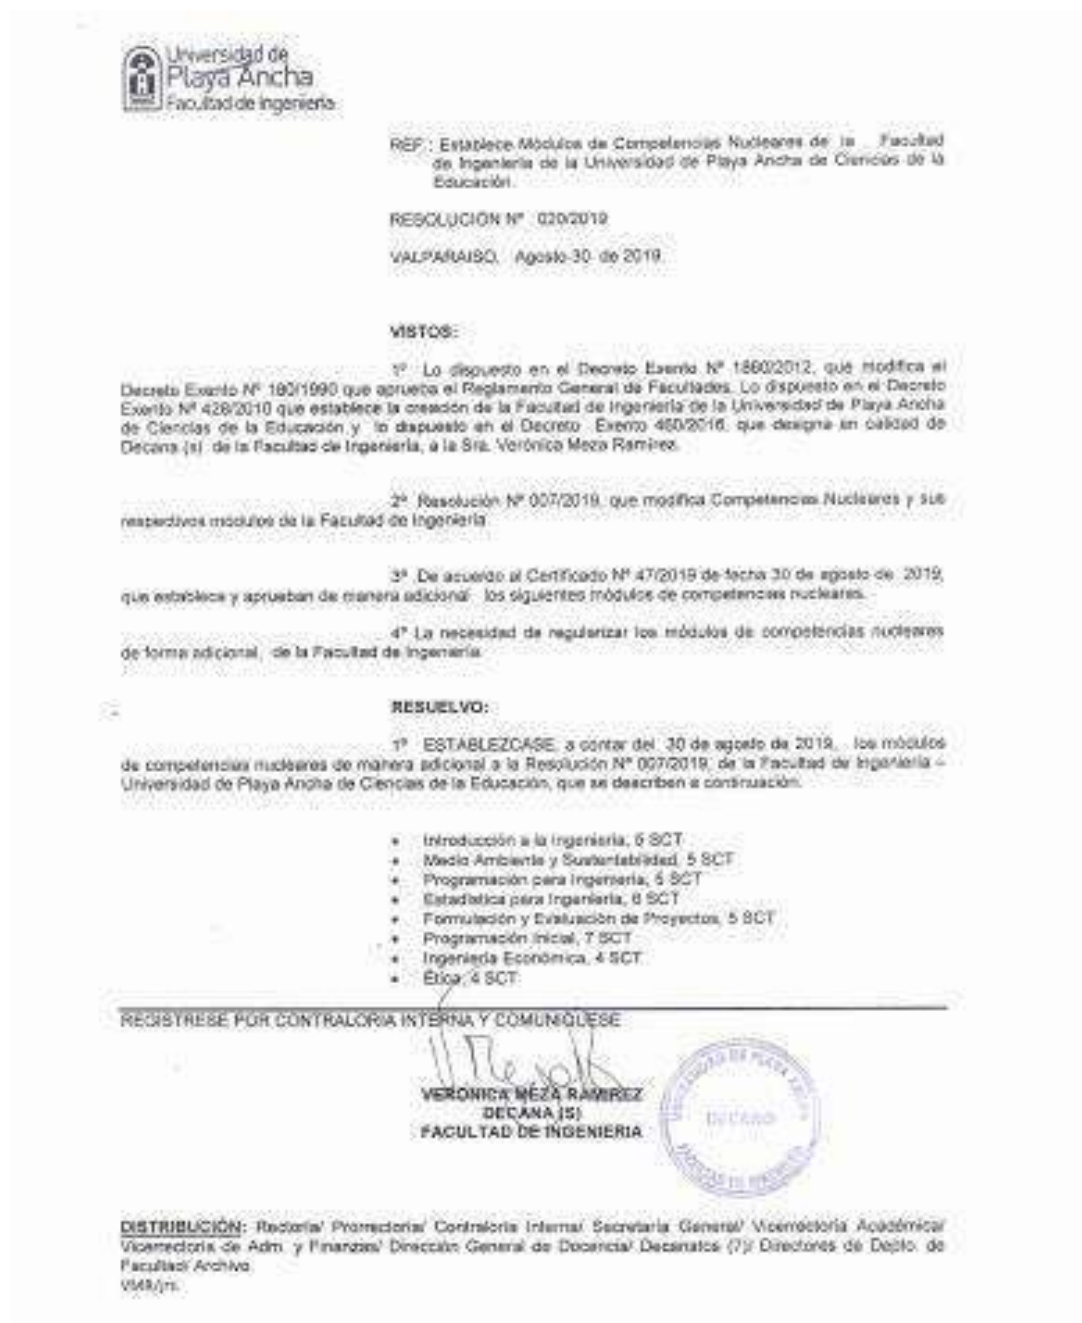 Universidad de
Playa Ancha
Facultad de Ingeniería
REF.: Establece Módulos de Competencias Nucleares de la Facultad
de Ingeniería de la Universidad de Playa Ancha de Ciencias de la
Educación.
RESOLUCIÓN Nº 020/2019
VALPARAISO, Agosto 30 de 2019.
VISTOS:
1º Lo dispuesto en el Decreto Exento Nº 1860/2012, que modifica el
Decreto Exento Nº 180/1990 que aprueba el Reglamento General de Facultades. Lo dispuesto en el Decreto
Exento Nº 428/2010 que establece la creación de la Facultad de Ingeniería de la Universidad de Playa Ancha
de Ciencias de la Educación y lo dispuesto en el Decreto Exento 460/2016, que designa en calidad de
Decana (s) de la Facultad de Ingeniería, a la Sra. Verónica Meza Ramírez.
2º Resolución Nº 007/2019, que modifica Competencias Nucleares y sus
respectivos módulos de la Facultad de Ingeniería
3º De acuerdo al Certificado Nº 47/2019 de fecha 30 de agosto de 2019,
que establece y aprueban de manera adicional los siguientes módulos de competencias nucleares.
4º La necesidad de regularizar los módulos de competencias nucleares
de forma adicional, de la Facultad de Ingeniería
RESUELVO:
1º ESTABLEZCASE, a contar del 30 de agosto de 2019, los módulos
de competencias nucleares de manera adicional a la Resolución Nº 007/2019, de la Facultad de Ingeniería –
Universidad de Playa Ancha de Ciencias de la Educación, que se describen a continuación.
• Introducción a la Ingeniería, 5 SCT
• Medio Ambiente y Sustentabilidad, 5 SCT
• Programación para Ingeniería, 5 SCT
• Estadística para Ingeniería, 6 SCT
• Formulación y Evaluación de Proyectos, 5 SCT
• Programación Inicial, 7 SCT
• Ingeniería Económica, 4 SCT
• Ética, 4 SCT
REGISTRESE POR CONTRALORIA INTERNA Y COMUNIQUESE
VERONICA MEZA RAMIREZ
DECANA (S)
FACULTAD DE INGENIERIA
UNIVERSIDAD DE PLAYA ANCHA
DECANO
FACULTAD DE INGENIERIA
DISTRIBUCIÓN: Rectoría/ Prorrectoría/ Contraloría Interna/ Secretaría General/ Vicerrectoría Académica/
Vicerrectoría de Adm. y Finanzas/ Dirección General de Docencia/ Decanatos (7)/ Directores de Depto. de
Facultad/ Archivo.
VMR/jrs.